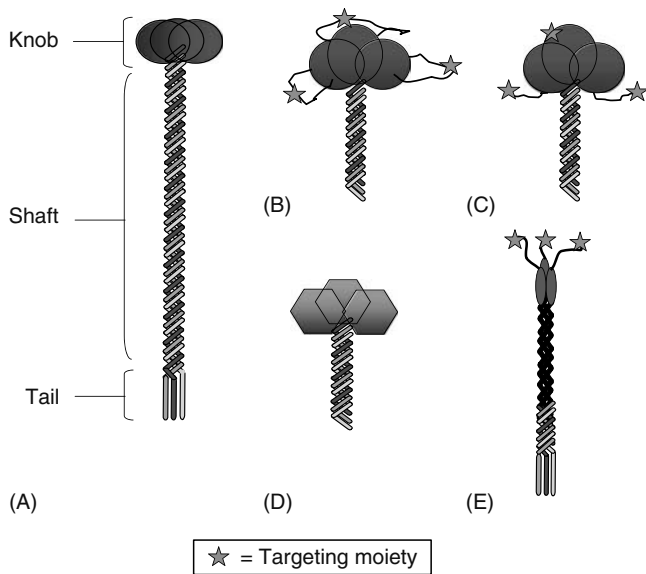 Knob
Shaft
Tail
(A)
(B)
(C)
(D)
(E)
= Targeting moiety